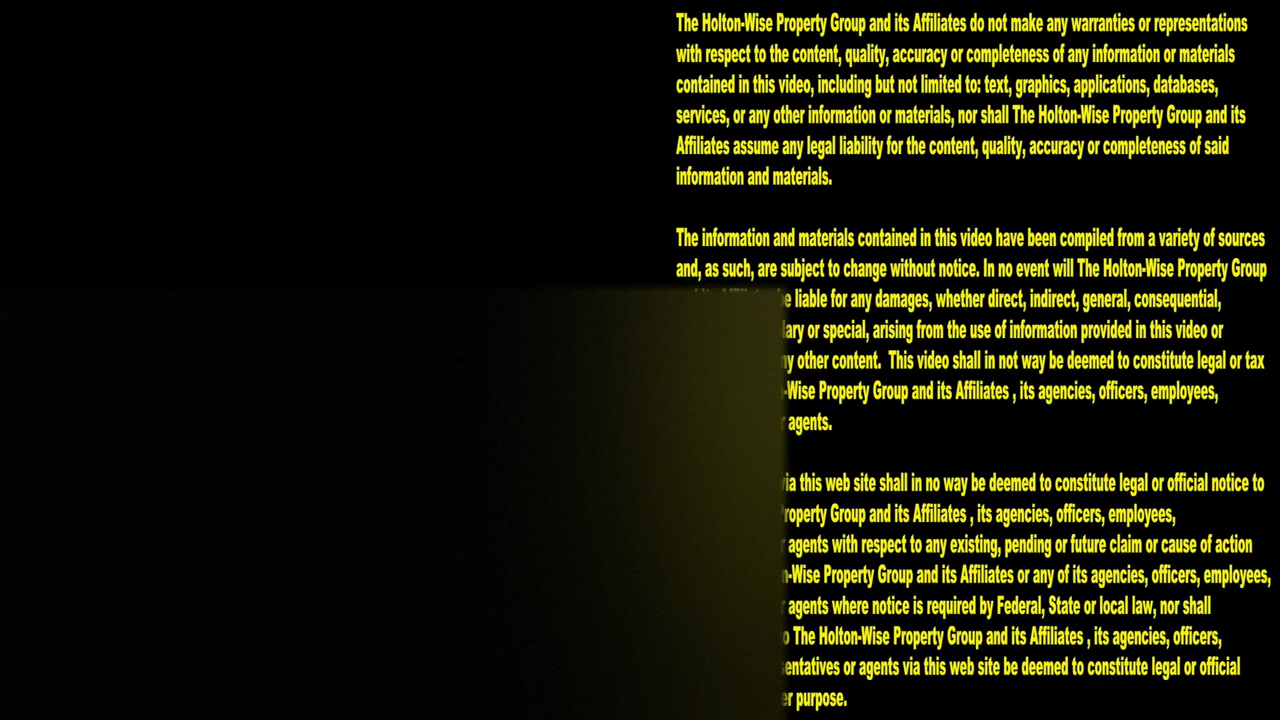 The Holton-Wise Property Group and its Affiliates do not make any warranties or representations
with respect to the content, quality, accuracy or completeness of any information or materials
contained in this video, including but not limited to: text, graphics, applications, databases,
services, or any other information or materials, nor shall The Holton-Wise Property Group and its
Affiliates assume any legal liability for the content, quality, accuracy or completeness of said
information and materials.
The information and materials contained in this video have been compiled from a variety of sources
and, as such, are subject to change without notice. In no event will The Holton-Wise Property Group
liable for any damages, whether direct, indirect, general, consequential,
or special, arising from the use of information provided in this video or
other content. This video shall in not way be deemed to constitute legal or tax
-Wise Property Group and its Affiliates , its agencies, officers, employees,
agents.
this web site shall in no way be deemed to constitute legal or official notice to
Group and its Affiliates , its agencies, officers, employees,
agents with respect to any existing, pending or future claim or cause of action
-Wise Property Group and its Affiliates or any of its agencies, officers, employees,
agents where notice is required by Federal, State or local law, nor shall
The Holton-Wise Property Group and its Affiliates , its agencies, officers,
or agents via this web site be deemed to constitute legal or official
purpose.